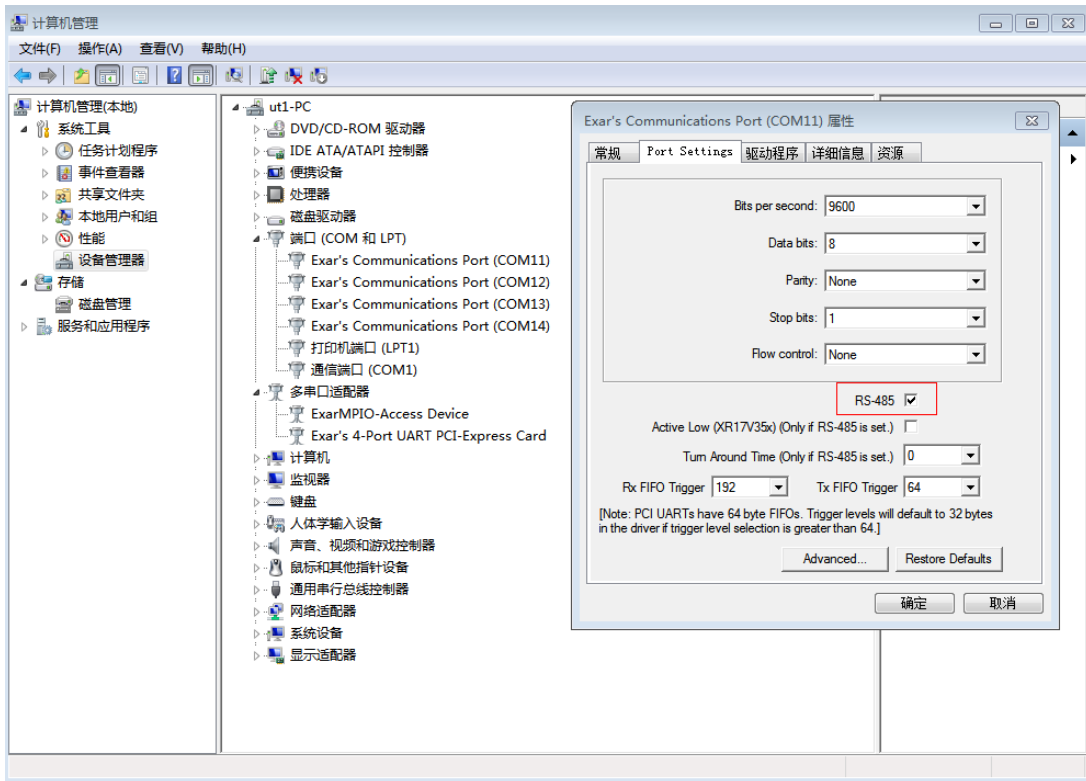 计算机管理
文件(F) 操作(A) 查看(V) 帮助(H)
计算机管理(本地)
系统工具
任务计划程序
事件查看器
共享文件夹
本地用户和组
性能
设备管理器
存储
磁盘管理
服务和应用程序
ut1-PC
DVD/CD-ROM 驱动器
IDE ATA/ATAPI 控制器
便携设备
处理器
磁盘驱动器
端口 (COM 和 LPT)
Exar's Communications Port (COM11)
Exar's Communications Port (COM12)
Exar's Communications Port (COM13)
Exar's Communications Port (COM14)
打印机端口 (LPT1)
通信端口 (COM1)
多串口适配器
ExarMPIO-Access Device
Exar's 4-Port UART PCI-Express Card
计算机
监视器
键盘
人体学输入设备
声音、视频和游戏控制器
鼠标和其他指针设备
通用串行总线控制器
网络适配器
系统设备
显示适配器
Exar's Communications Port (COM11) 属性
常规 Port Settings 驱动程序 详细信息 资源
Bits per second: 9600
Data bits: 8
Parity: None
Stop bits: 1
Flow control: None
RS-485
Active Low (XR17V35x) (Only if RS-485 is set.)
Turn Around Time (Only if RS-485 is set.) 0
Rx FIFO Trigger 192 Tx FIFO Trigger 64
[Note: PCI UARTs have 64 byte FIFOs. Trigger levels will default to 32 bytes
in the driver if trigger level selection is greater than 64.]
Advanced... Restore Defaults
确定 取消